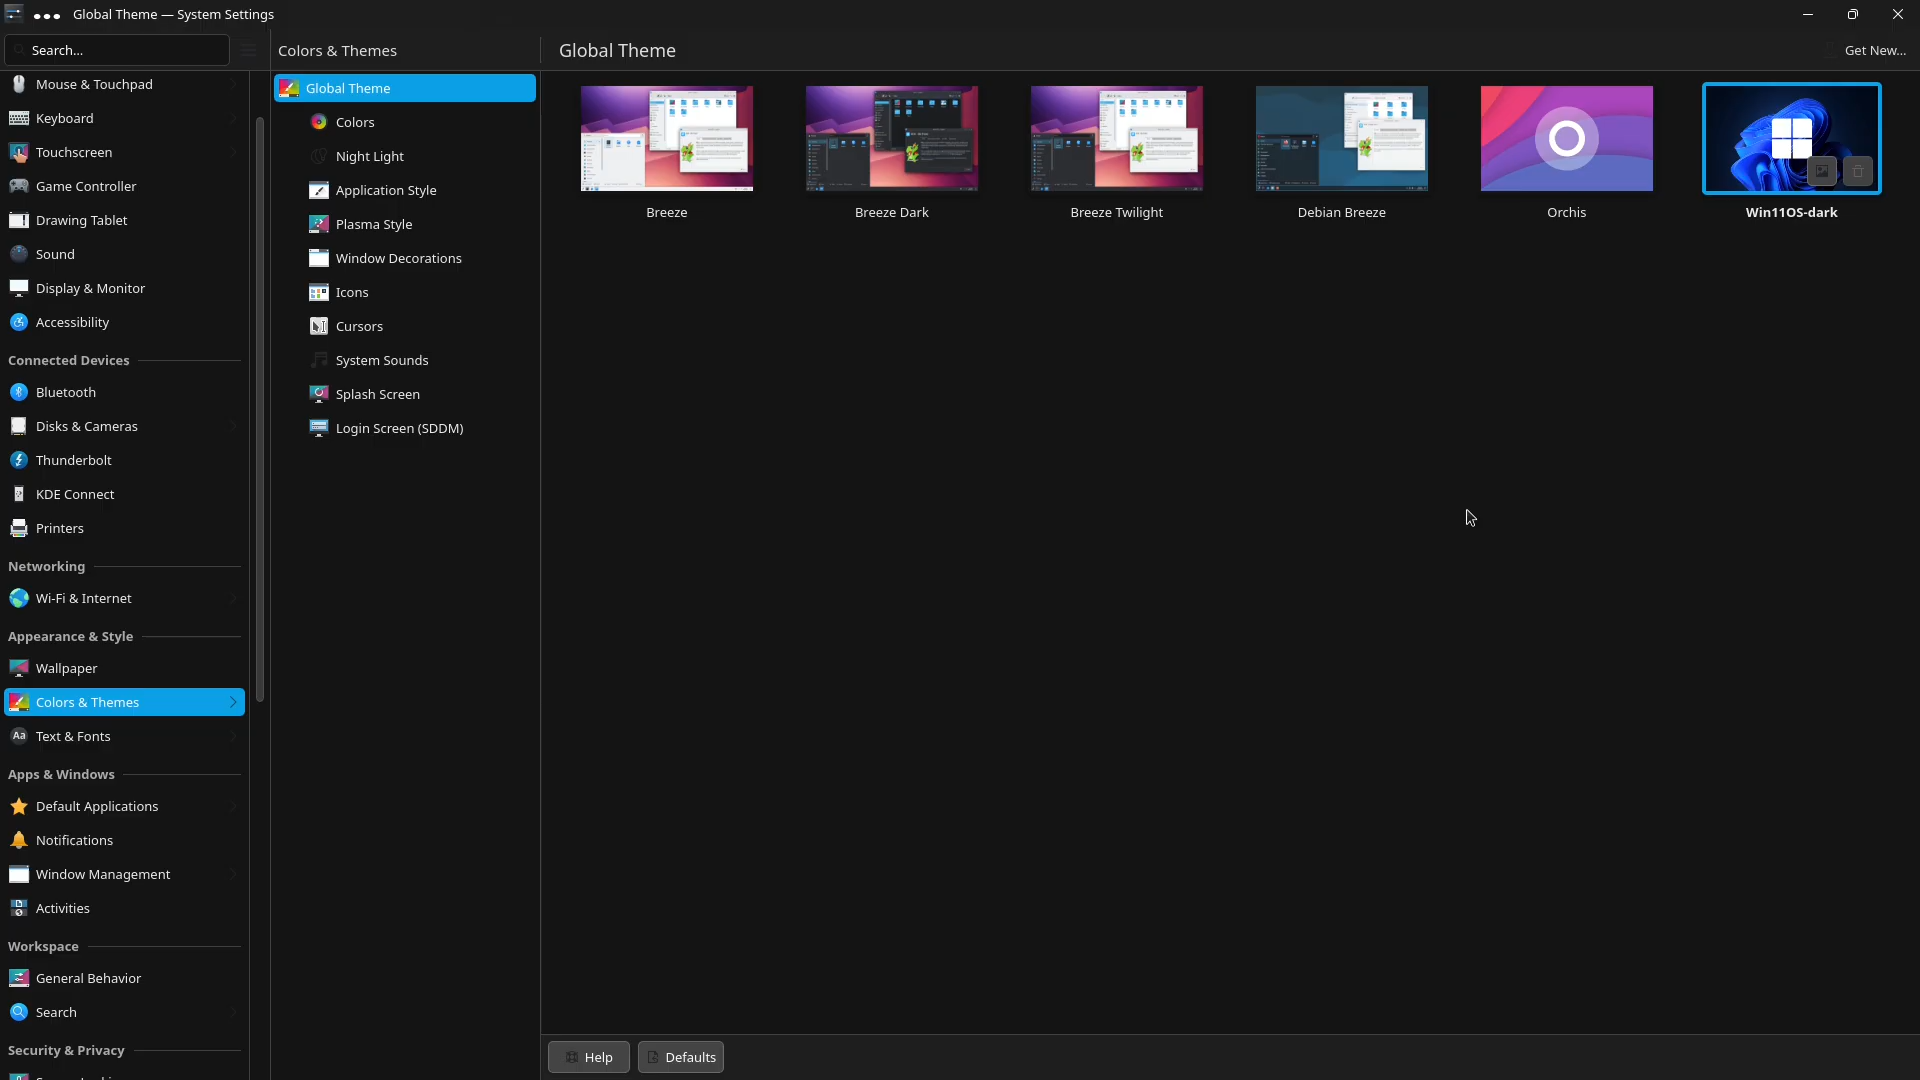 Global Theme — System Settings
Search...
Mouse & Touchpad
Keyboard
Touchscreen
Game Controller
Drawing Tablet
Sound
Display & Monitor
Accessibility
Connected Devices
Bluetooth
Disks & Cameras
Thunderbolt
KDE Connect
Printers
Networking
Wi-Fi & Internet
Appearance & Style
Wallpaper
Colors & Themes
Text & Fonts
Apps & Windows
Default Applications
Notifications
Window Management
Activities
Workspace
General Behavior
Search
Security & Privacy
Colors & Themes
Global Theme
Colors
Night Light
Application Style
Plasma Style
Window Decorations
Icons
Cursors
System Sounds
Splash Screen
Login Screen (SDDM)
Global Theme
Get New...
Breeze
Breeze Dark
Breeze Twilight
Debian Breeze
Orchis
Win11OS-dark
Help
Defaults